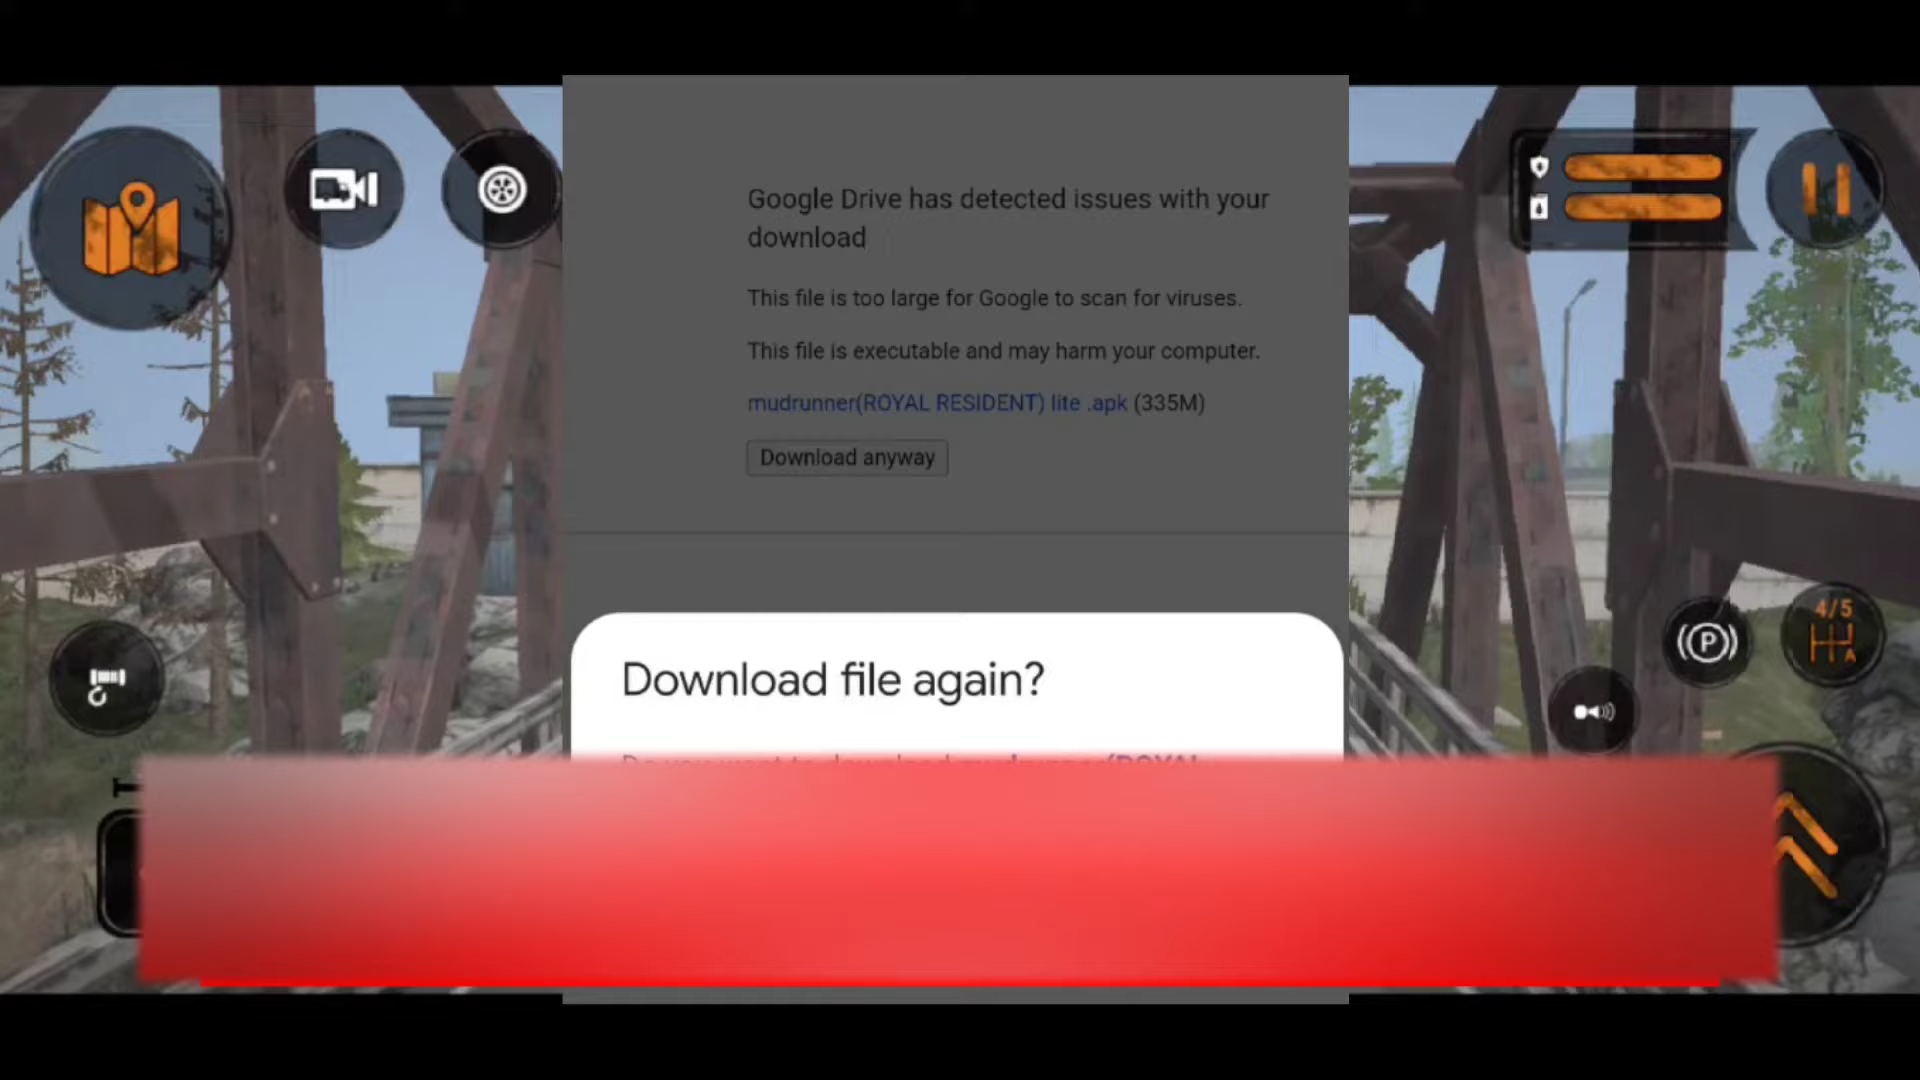 Google Drive has detected issues with your
download
This file is too large for Google to scan for viruses.
This file is executable and may harm your computer.
mudrunner(ROYAL RESIDENT) lite .apk (335M)
Download anyway
Download file again?
4/5
A
P